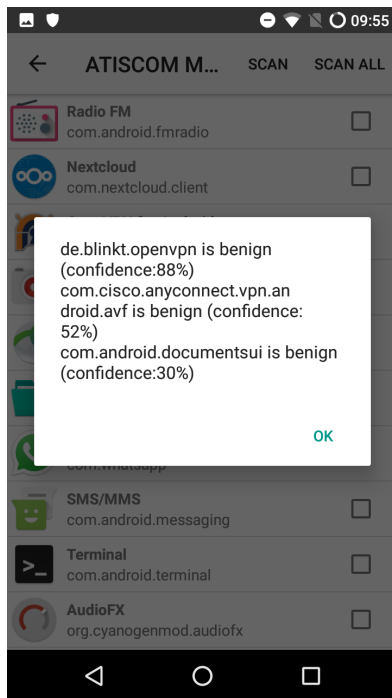 09:55
ATISCOM M... SCAN SCAN ALL
Radio FM
com.android.fmradio
Nextcloud
com.nextcloud.client
de.blinkt.openvpn is benign
(confidence:88%)
com.cisco.anyconnect.vpn.an
droid.avf is benign (confidence:
52%)
com.android.documentsui is benign
(confidence:30%)
OK
com.whatsapp
SMS/MMS
com.android.messaging
Terminal
com.android.terminal
AudioFX
org.cyanogenmod.audiofx